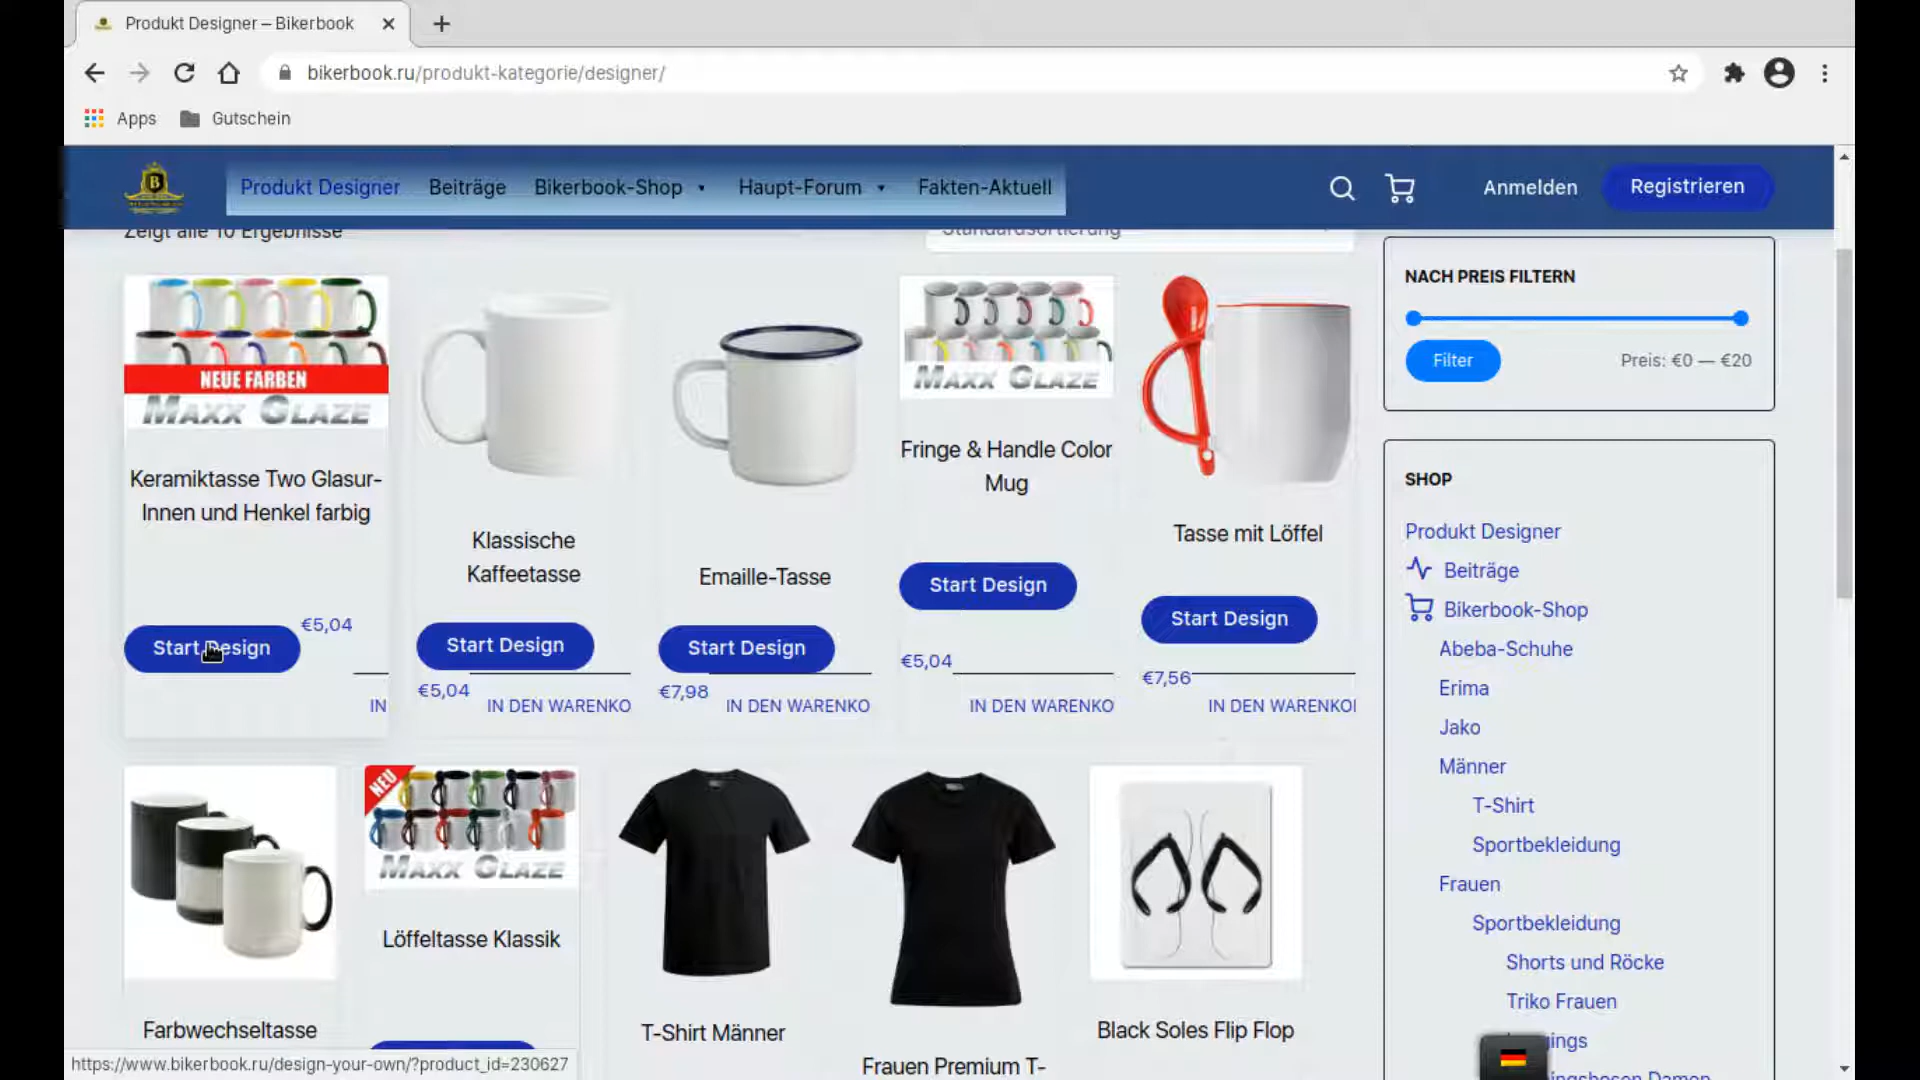 Produkt Designer – Bikerbook
bikerbook.ru/produkt-kategorie/designer/
Apps
Gutschein
Produkt Designer
Beiträge
Bikerbook-Shop
Haupt-Forum
Fakten-Aktuell
Anmelden
Registrieren
Zeigt alle 10 Ergebnisse
Standardsortierung
NACH PREIS FILTERN
Filter
Preis: €0 — €20
NEUE FARBEN
MAXX GLAZE
Keramiktasse Two Glasur-
Innen und Henkel farbig
Start Design
€5,04
IN
Klassische
Kaffeetasse
Start Design
€5,04
IN DEN WARENKO
Emaille-Tasse
Start Design
€7,98
IN DEN WARENKO
MAXX GLAZE
Fringe & Handle Color
Mug
Start Design
€5,04
IN DEN WARENKO
Tasse mit Löffel
Start Design
€7,56
IN DEN WARENKO
SHOP
Produkt Designer
Beiträge
Bikerbook-Shop
Abeba-Schuhe
Erima
Jako
Männer
T-Shirt
Sportbekleidung
Frauen
Sportbekleidung
Shorts und Röcke
Triko Frauen
Farbwechseltasse
NEU
MAXX GLAZE
Löffeltasse Klassik
T-Shirt Männer
Frauen Premium T-
Black Soles Flip Flop
https://www.bikerbook.ru/design-your-own/?product_id=230627